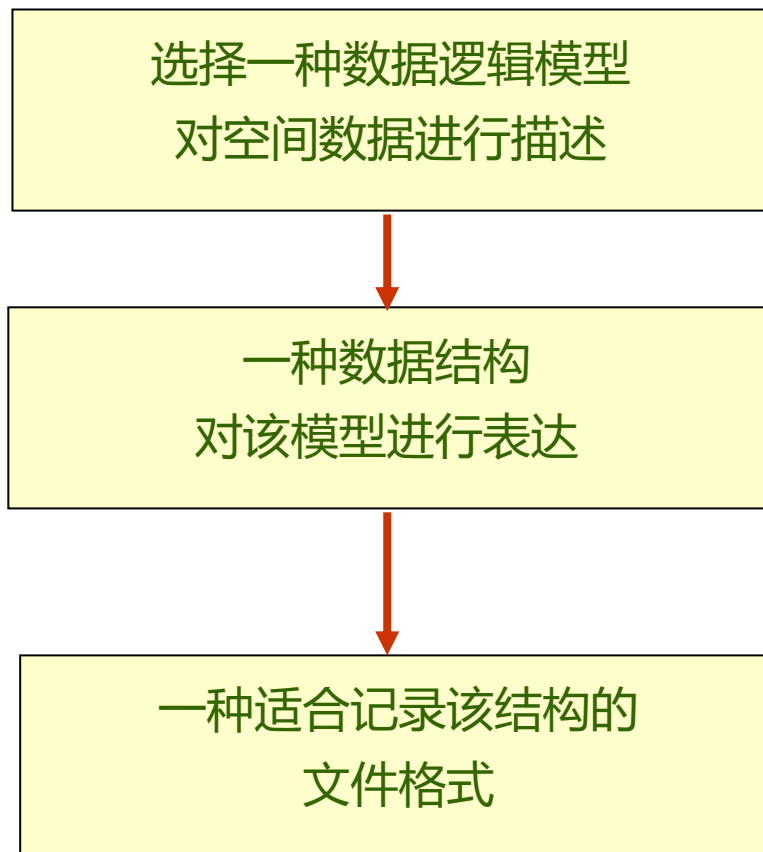 选择一种数据逻辑模型
对空间数据进行描述
一种数据结构
对该模型进行表达
一种适合记录该结构的
文件格式